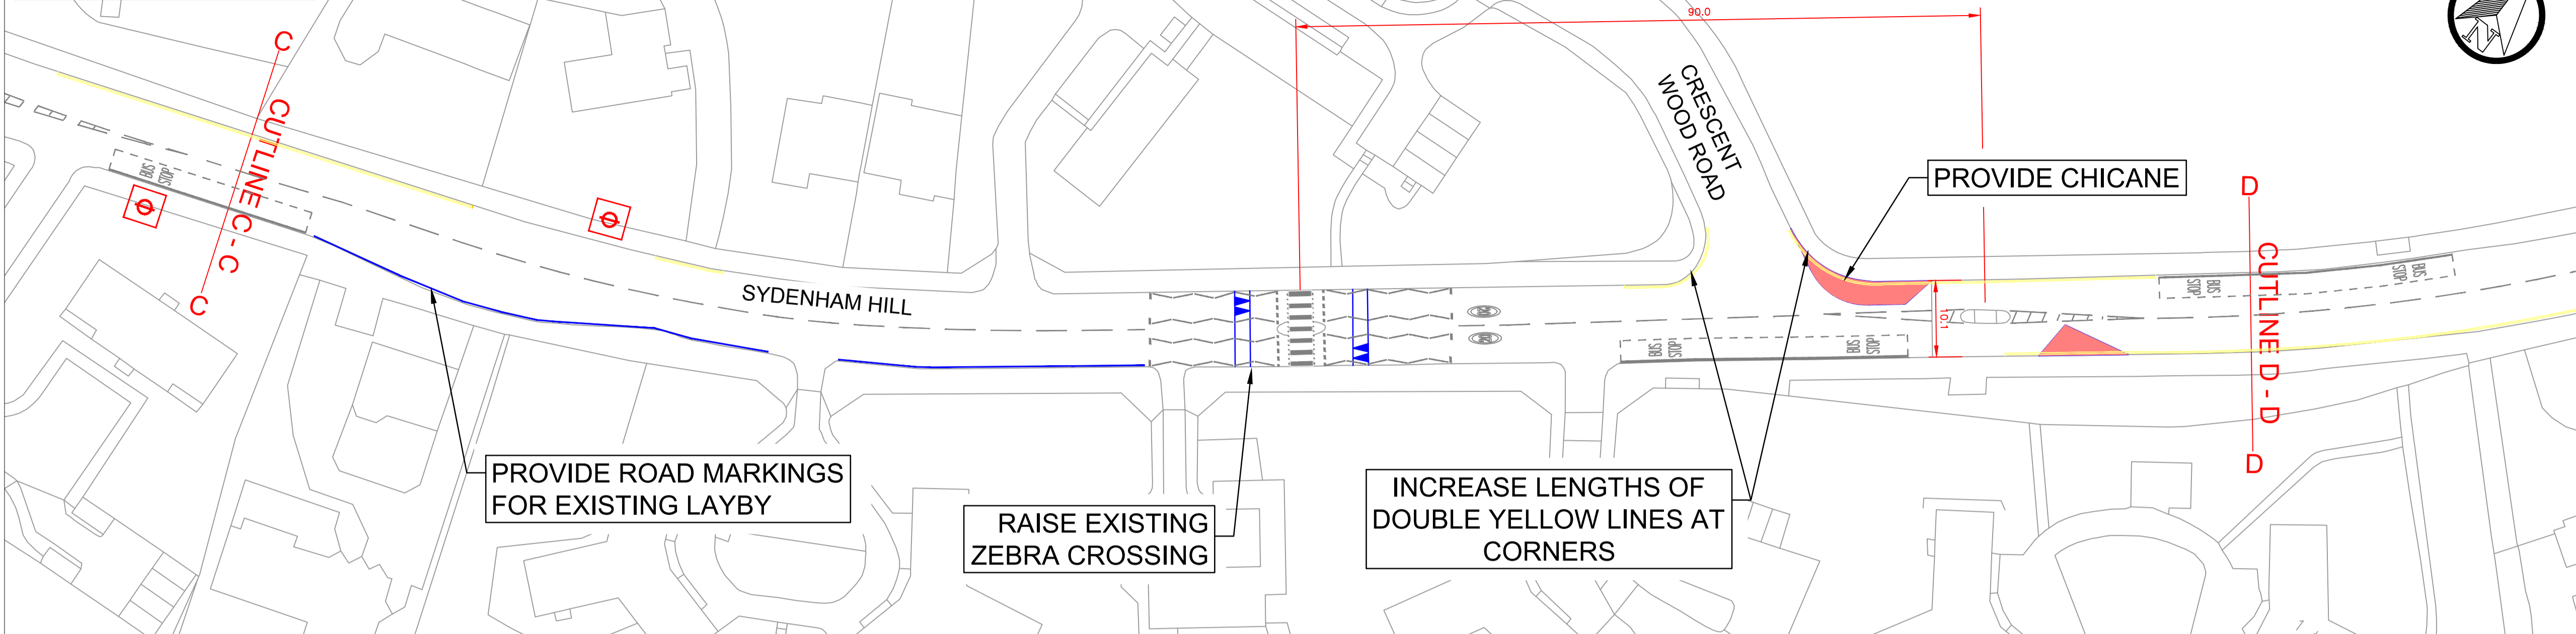 C
CUTLINE C - C
C
BUS
STOP
Φ
Φ
SYDENHAM HILL
90.0
CRESCENT
WOOD ROAD
N
PROVIDE CHICANE
D
CUTLINE D - D
D
10.1
BUS
STOP
BUS
STOP
BUS
STOP
BUS
STOP
PROVIDE ROAD MARKINGS
FOR EXISTING LAYBY
RAISE EXISTING
ZEBRA CROSSING
INCREASE LENGTHS OF
DOUBLE YELLOW LINES AT
CORNERS